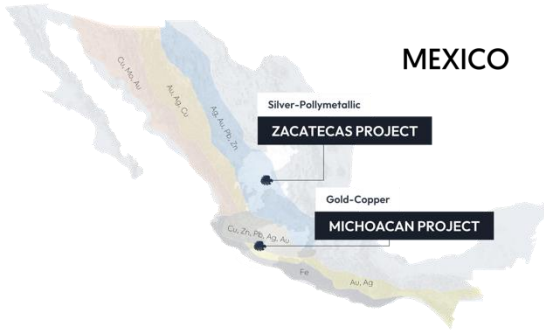 MEXICO
Cu, Mo, Au
Au, Ag, Cu
Ag, Au, Pb, Zn
Silver-Pollymetallic
ZACATECAS PROJECT
Gold-Copper
MICHOACAN PROJECT
Cu, Zn, Pb, Ag, Au
Fe
Au, Ag